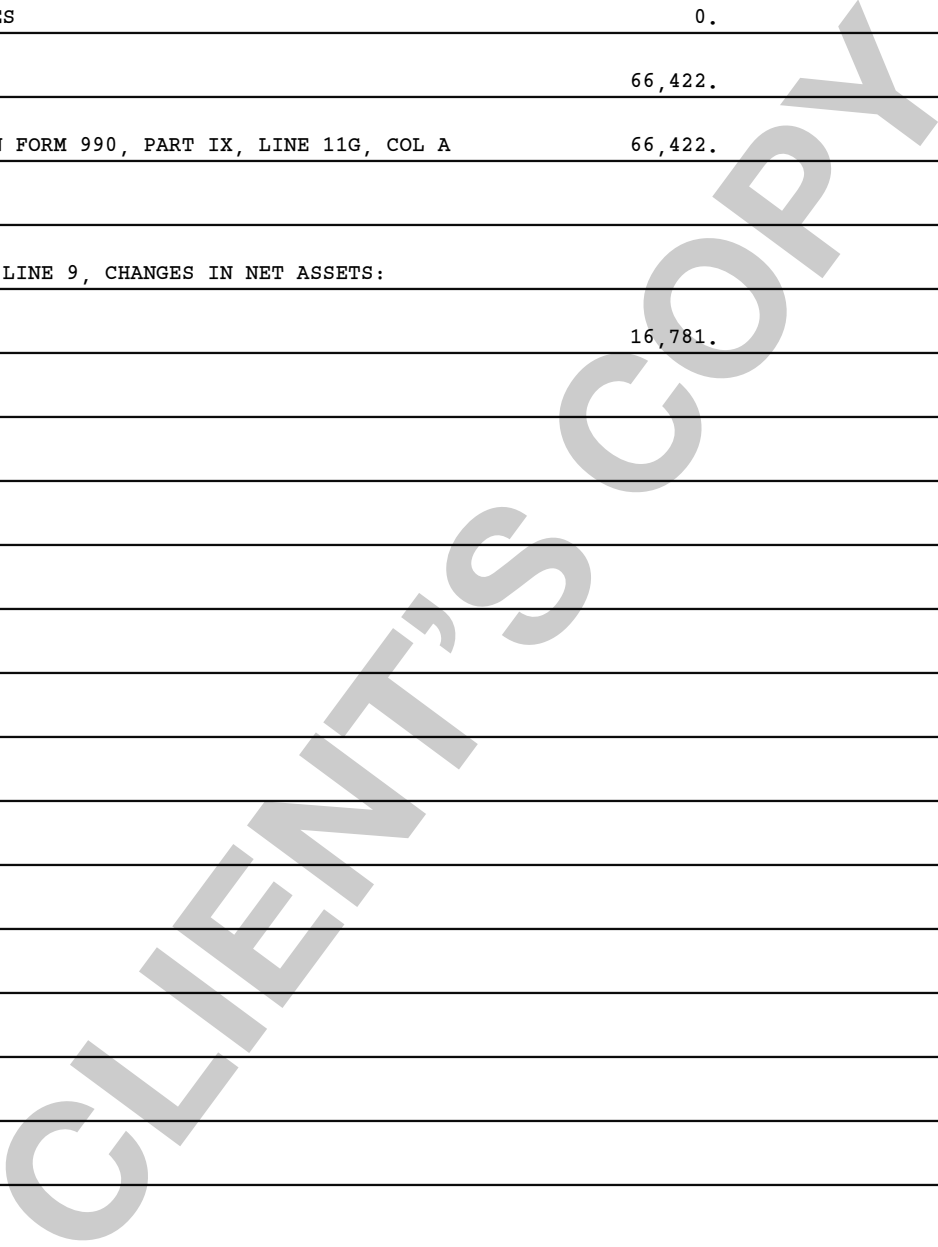 ES 0.
66,422.
N FORM 990, PART IX, LINE 11G, COL A 66,422.
LINE 9, CHANGES IN NET ASSETS:
16,781.
CLIENT’S COPY